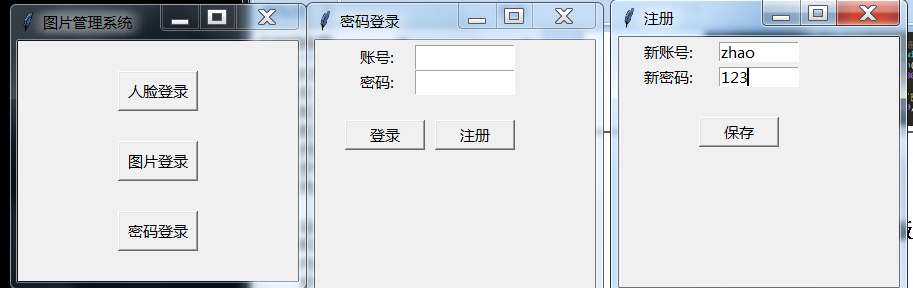 图片管理系统
人脸登录
图片登录
密码登录
密码登录
账号:
密码:
登录 注册
注册
新账号: zhao
新密码: 123
保存